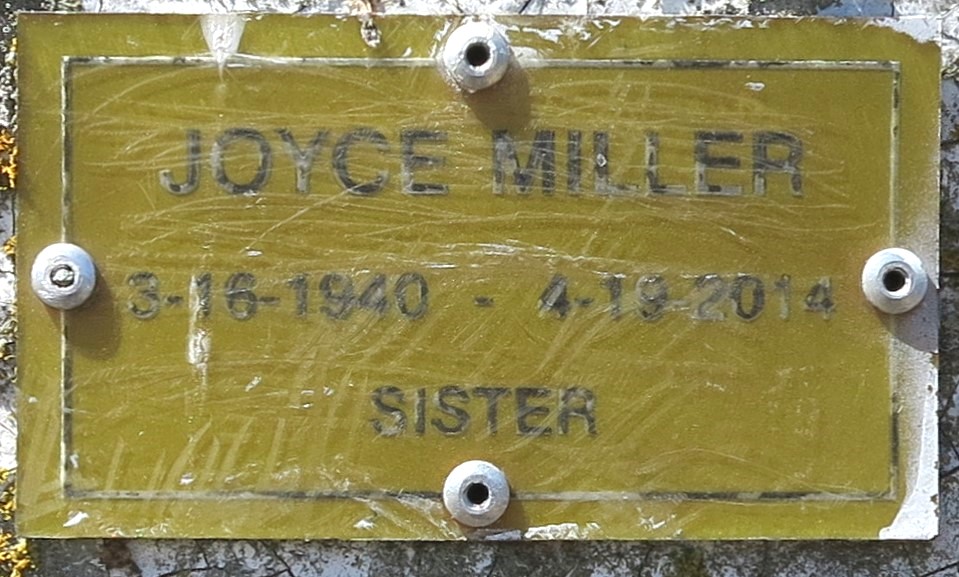 JOYCE MILLER
3-16-1940 - 4-19-2014
SISTER